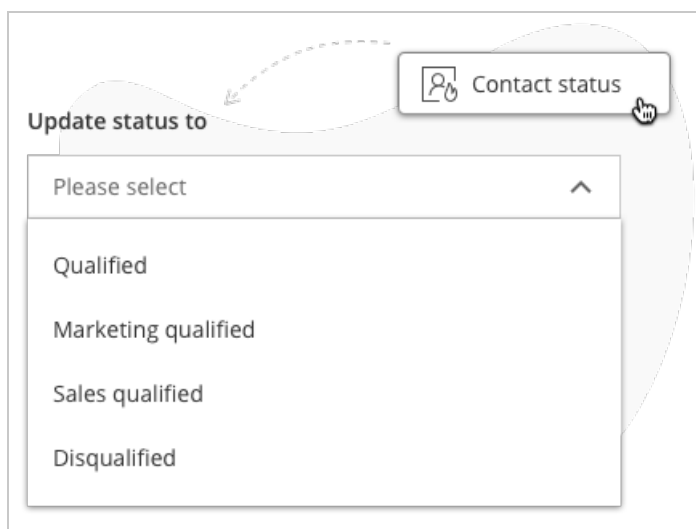 Contact status
Update status to
Please select
Qualified
Marketing qualified
Sales qualified
Disqualified